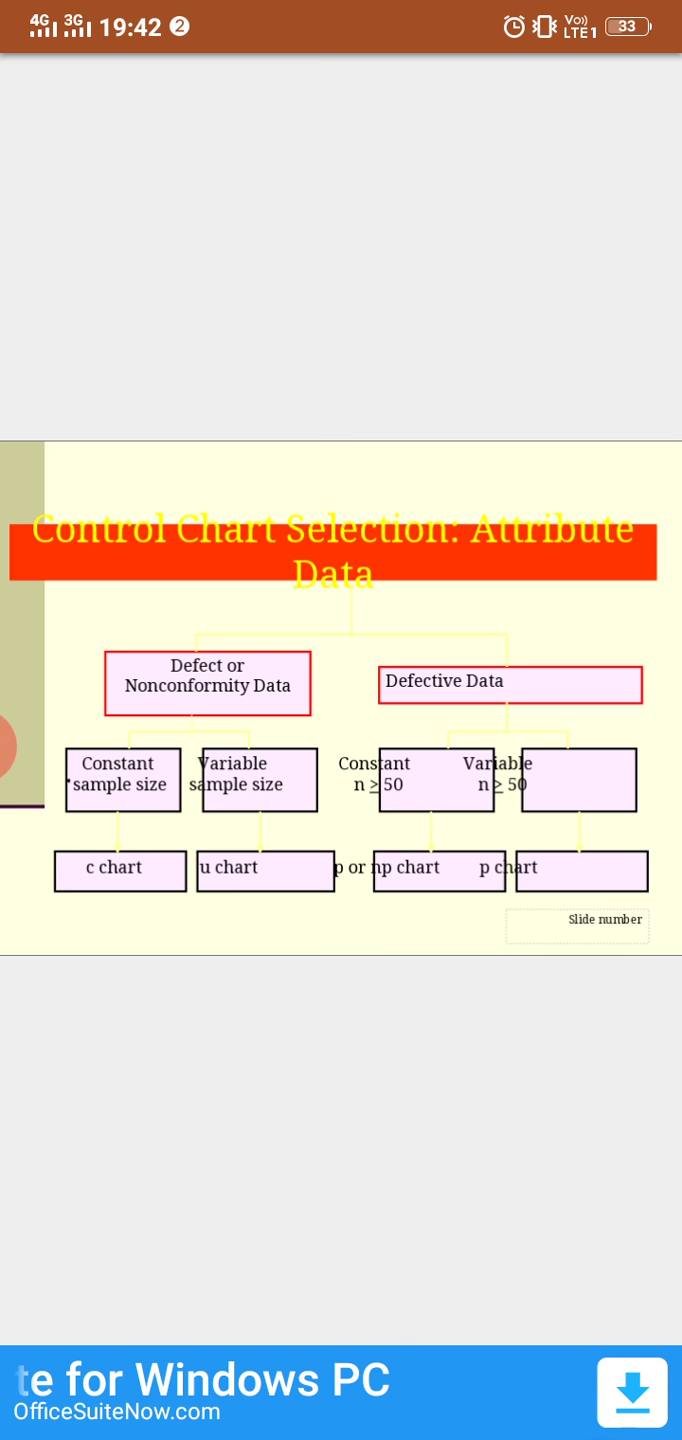 4G 3G 19:42 2 Vo)) LTE1 33
Control Chart Selection: Attribute
Data
Defect or
Nonconformity Data
Defective Data
Constant
sample size
Variable
sample size
Constant
n ≥ 50
Variable
n ≥ 50
c chart
u chart
p or np chart
p chart
Slide number
te for Windows PC
OfficeSuiteNow.com